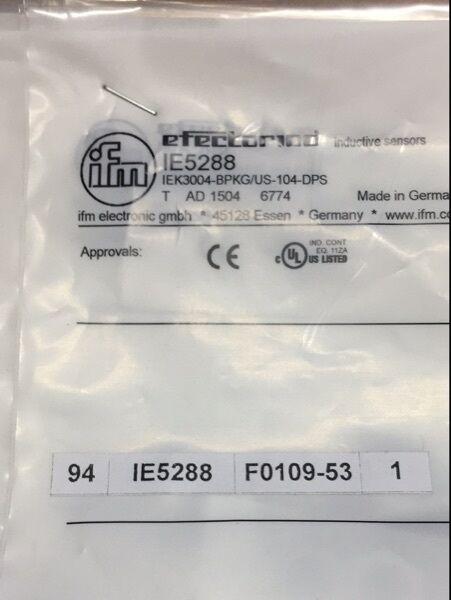 ifm efector100 inductive sensors
IE5288
IEK3004-BPKG/US-104-DPS
T AD 1504 6774 Made in Germa
ifm electronic gmbh * 45128 Essen * Germany * www.ifm.co
Approvals: CE c UL US LISTED
IND. CONT
EQ. 11ZA
94 IE5288 F0109-53 1